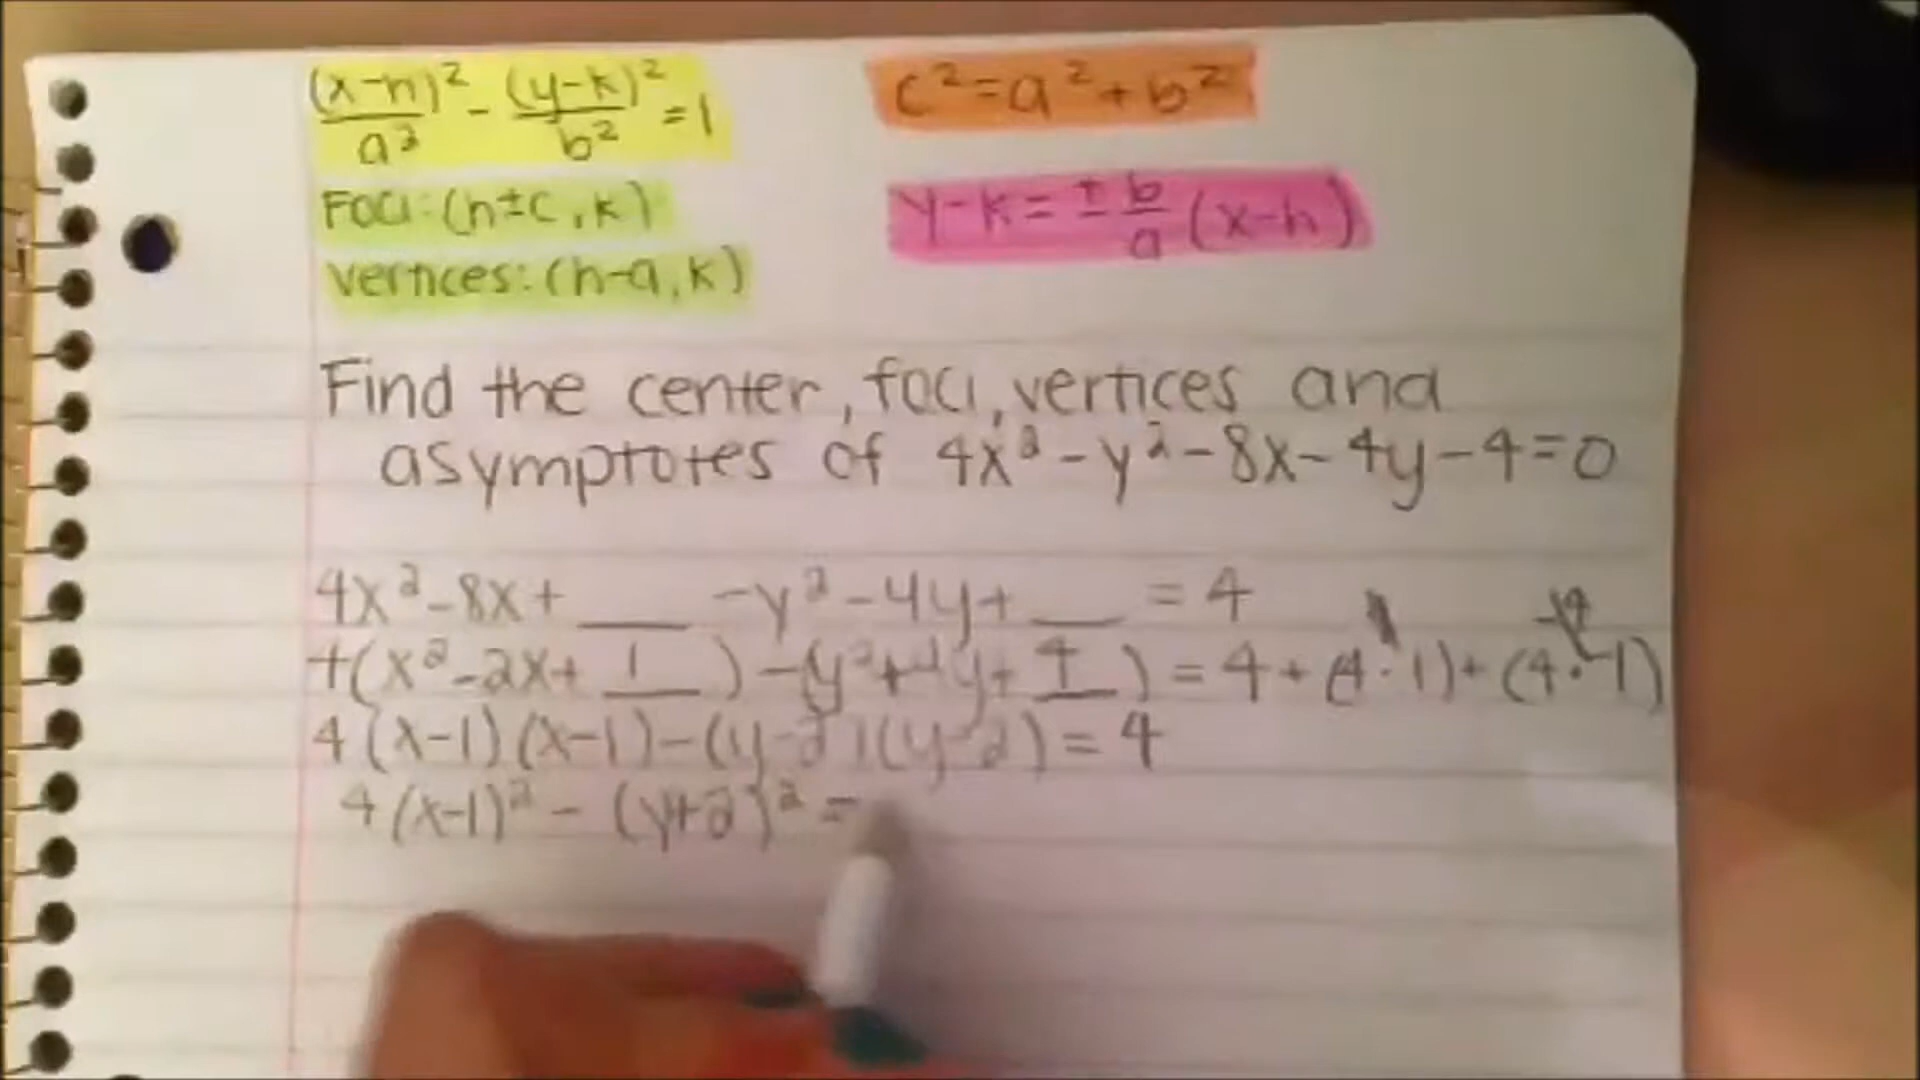 (x-h)²/a² - (y-k)²/b² = 1
c² = a² + b²
Foci: (h±c, k)
y-k = ± b/a (x-h)
vertices: (h-a, k)
Find the center, foci, vertices and
asymptotes of 4x²-y²-8x-4y-4=0
4x²-8x+ ___ -y²-4y+ ___ = 4
4(x²-2x+ 1 ) -(y²+4y+ 4 ) = 4 + (4·1) + (4·-1)
4(x-1)(x-1)-(y-2)(y-2) = 4
4(x-1)² - (y+2)² =